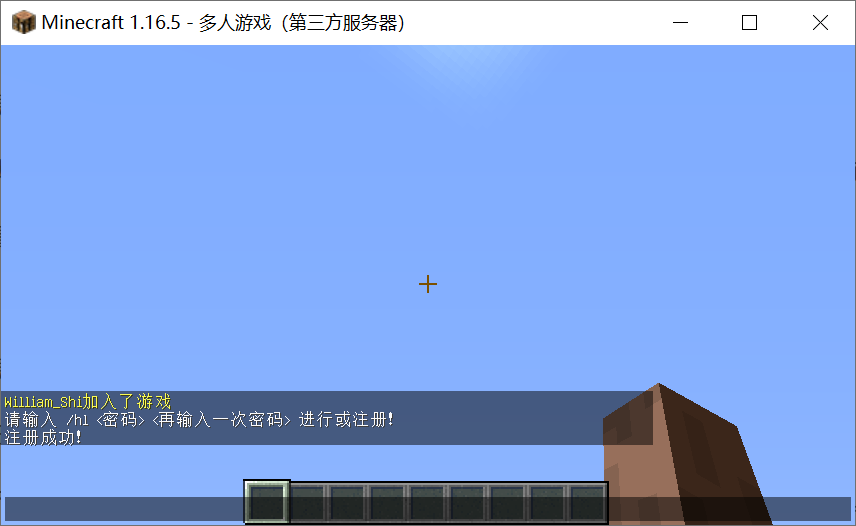 Minecraft 1.16.5 - 多人游戏（第三方服务器）
William_Shi加入了游戏
请输入 /hl <密码> <再输入一次密码> 进行或注册!
注册成功!